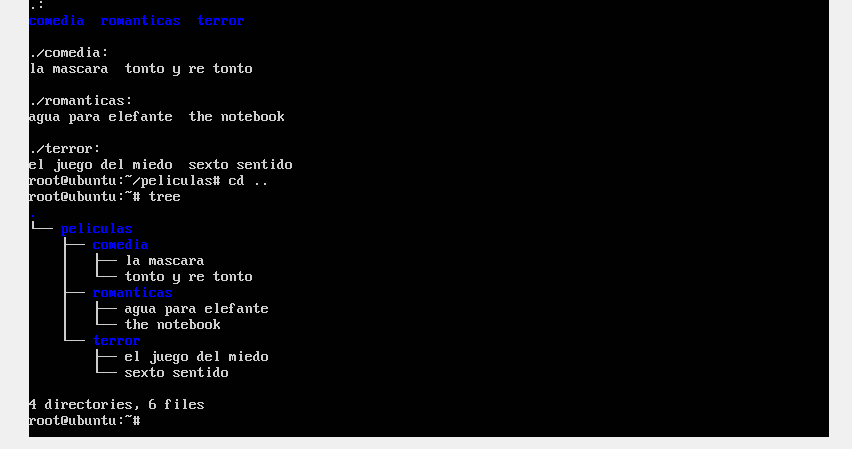 .:
comedia  romanticas  terror
./comedia:
la mascara  tonto y re tonto
./romanticas:
agua para elefante  the notebook
./terror:
el juego del miedo  sexto sentido
root@ubuntu:~/peliculas# cd ..
root@ubuntu:~# tree
.
└── peliculas
    ├── comedia
    │   ├── la mascara
    │   └── tonto y re tonto
    ├── romanticas
    │   ├── agua para elefante
    │   └── the notebook
    └── terror
        ├── el juego del miedo
        └── sexto sentido
4 directories, 6 files
root@ubuntu:~#